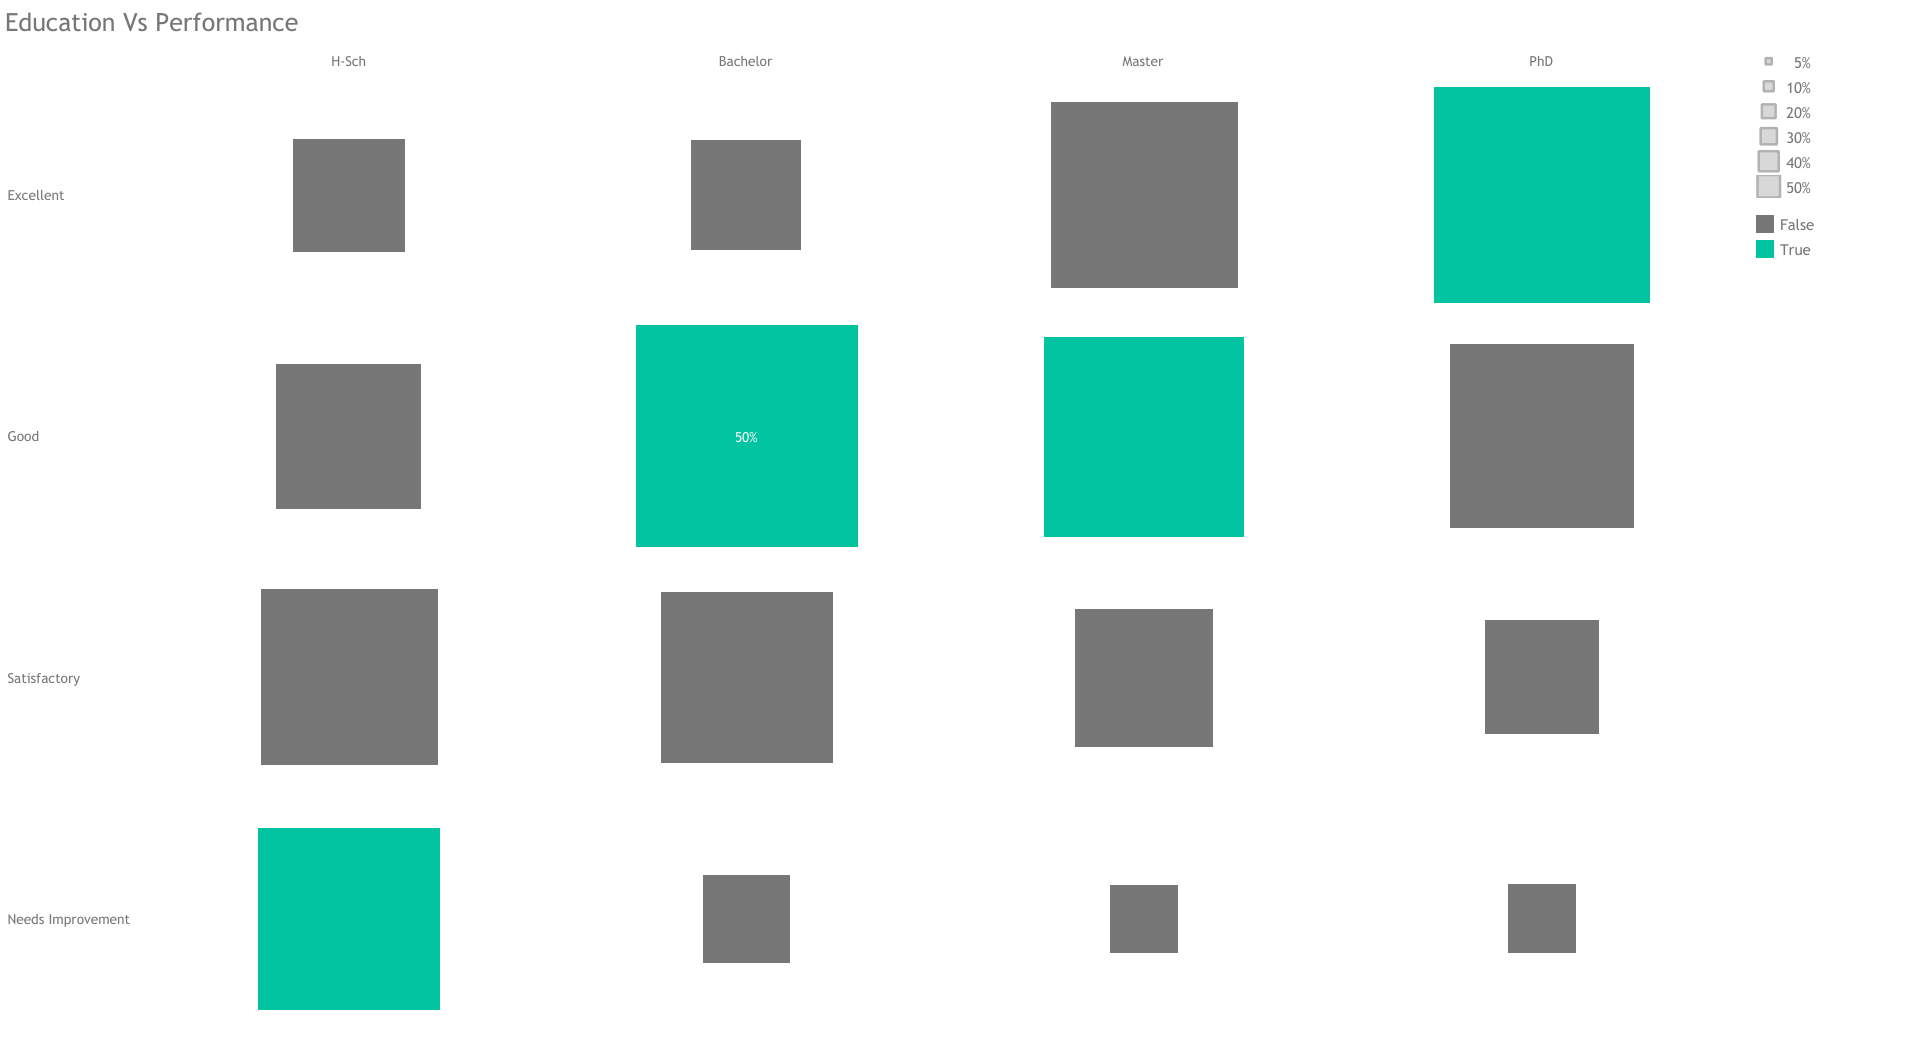 Education Vs Performance
H-Sch
Bachelor
Master
PhD
5%
10%
20%
30%
40%
50%
False
True
Excellent
Good
50%
Satisfactory
Needs Improvement